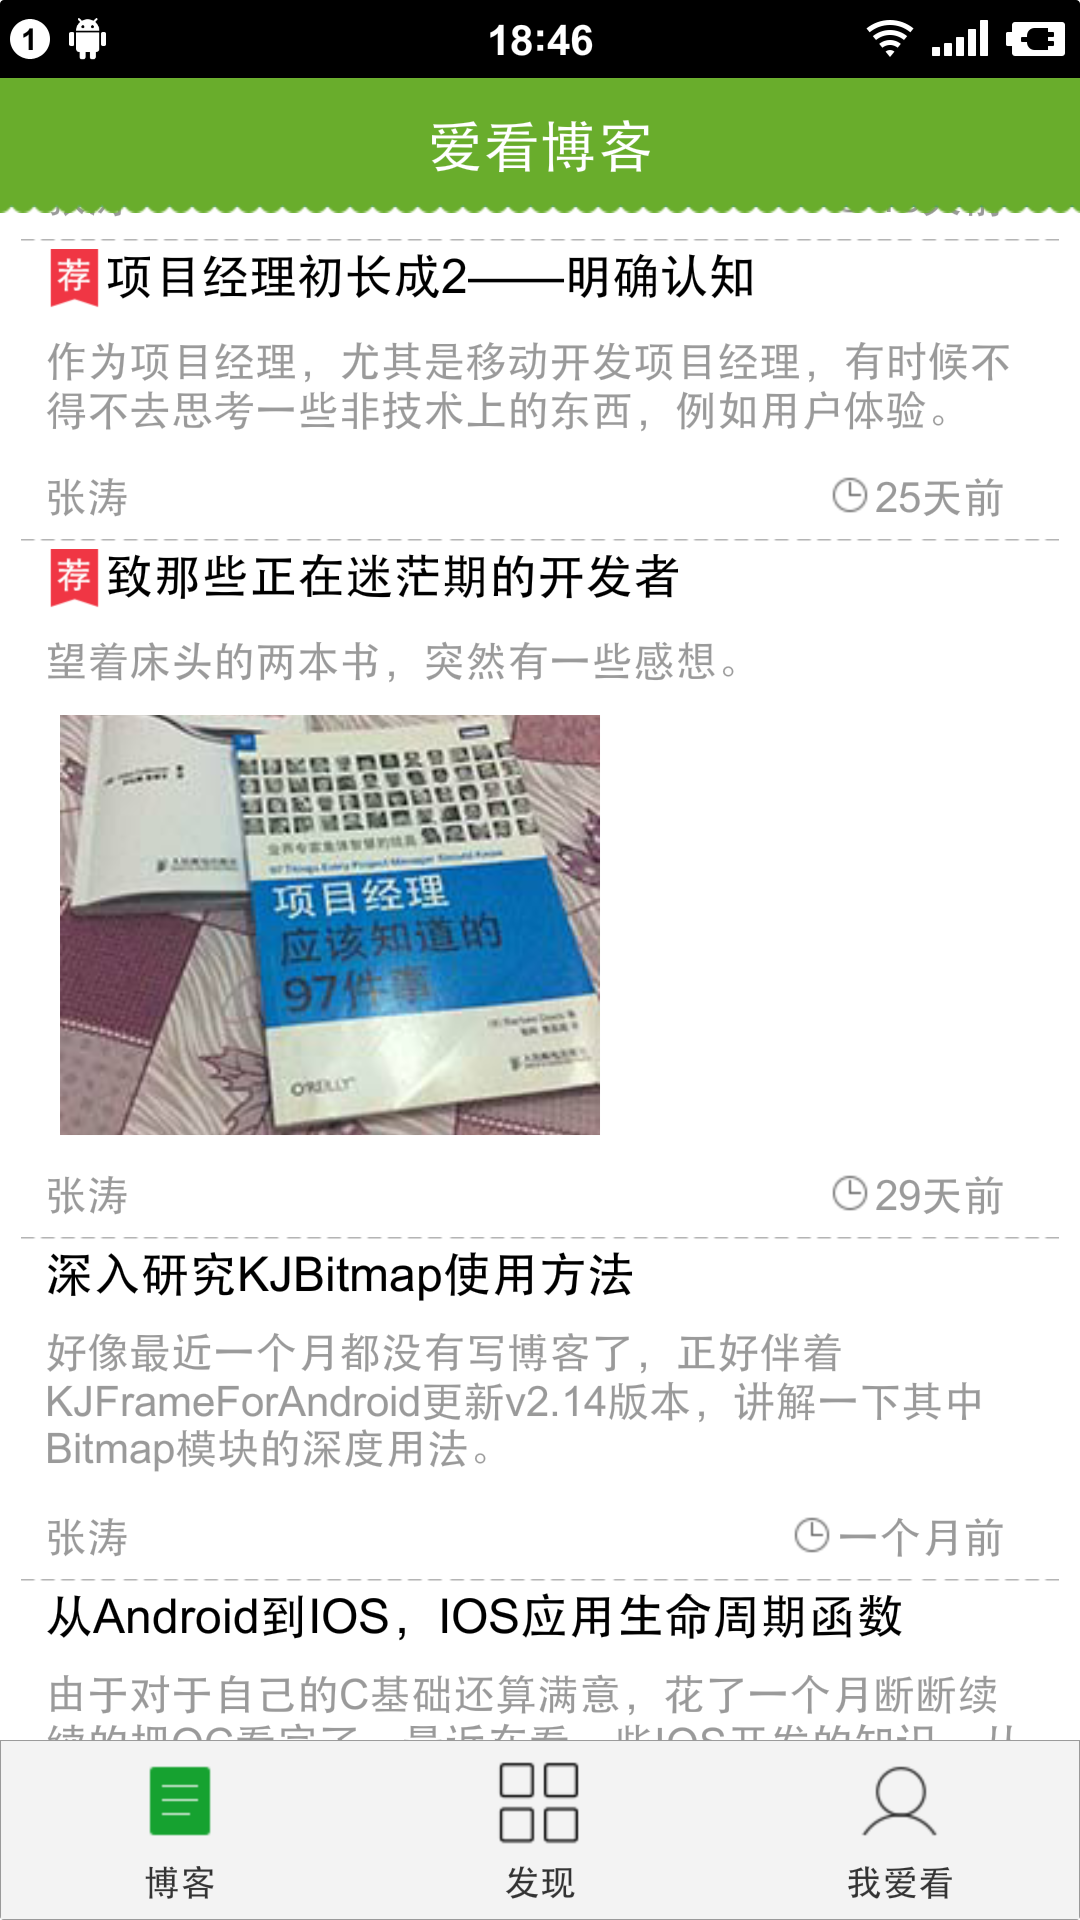 1
18:46
爱看博客
荐 项目经理初长成2——明确认知
作为项目经理，尤其是移动开发项目经理，有时候不
得不去思考一些非技术上的东西，例如用户体验。
张涛 25天前
荐 致那些正在迷茫期的开发者
望着床头的两本书，突然有一些感想。
97 Things Every Project Manager Should Know
项目经理
应该知道的
97件事
O'REILLY
张涛 29天前
深入研究KJBitmap使用方法
好像最近一个月都没有写博客了，正好伴着
KJFrameForAndroid更新v2.14版本，讲解一下其中
Bitmap模块的深度用法。
张涛 一个月前
从Android到IOS，IOS应用生命周期函数
由于对于自己的C基础还算满意，花了一个月断断续
博客 发现 我爱看